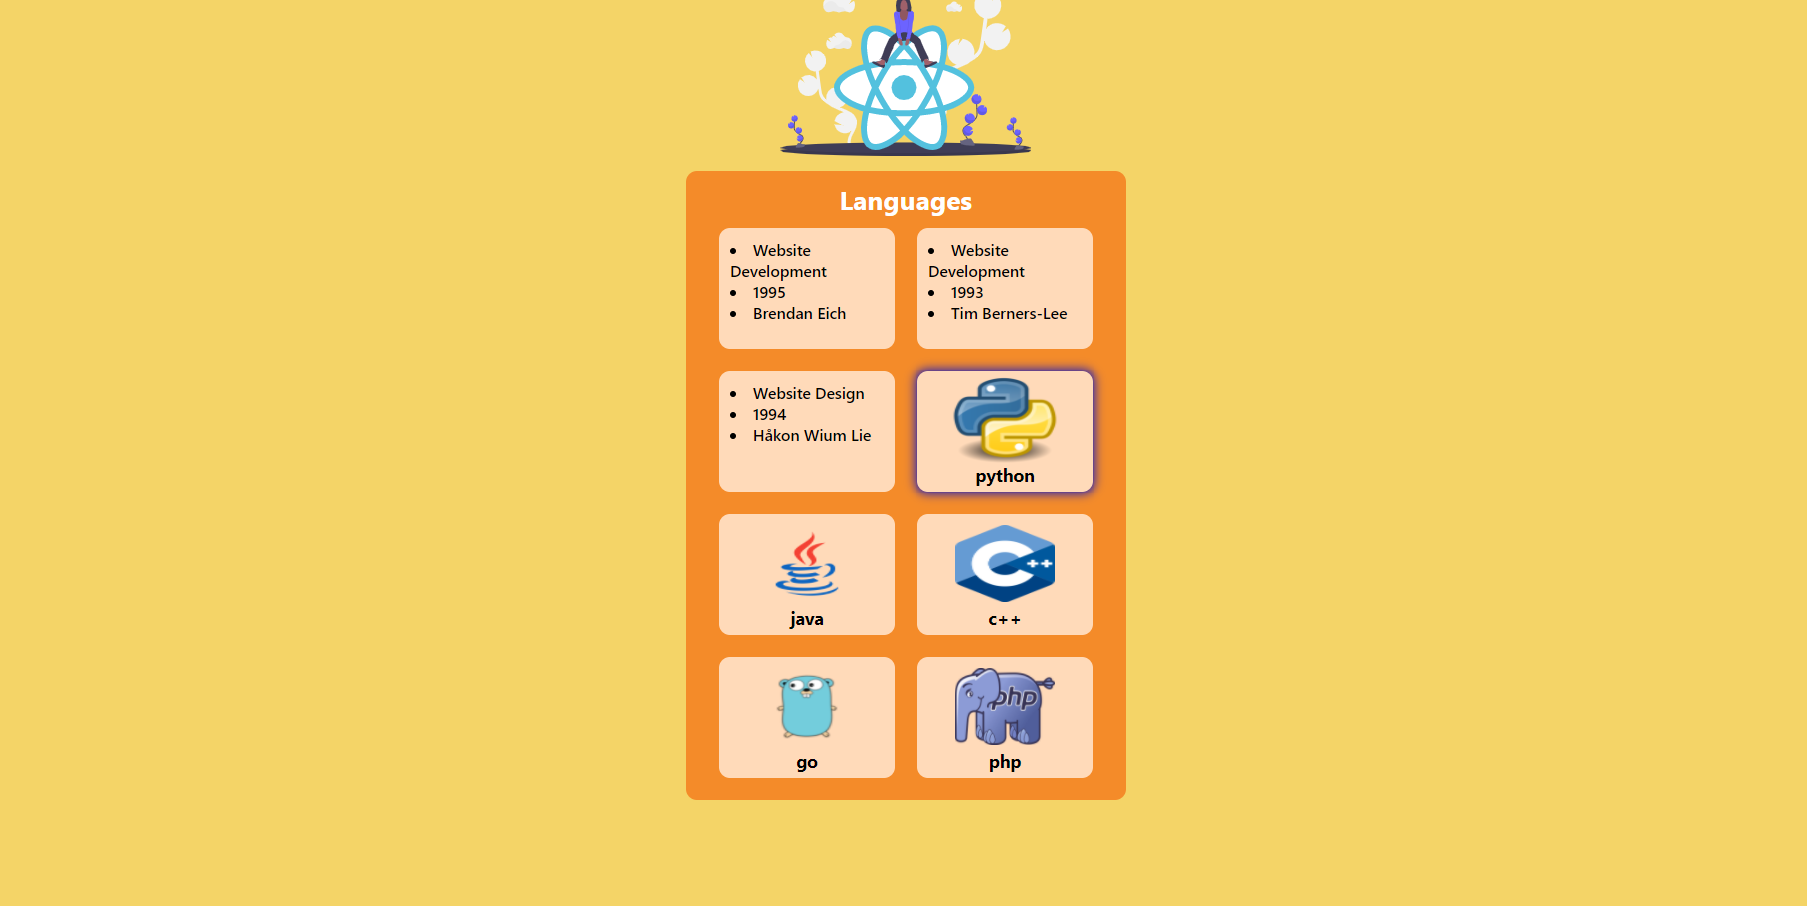 Languages
• Website
Development
• 1995
• Brendan Eich
• Website
Development
• 1993
• Tim Berners-Lee
• Website Design
• 1994
• Håkon Wium Lie
python
java
C++
c++
go
php
php